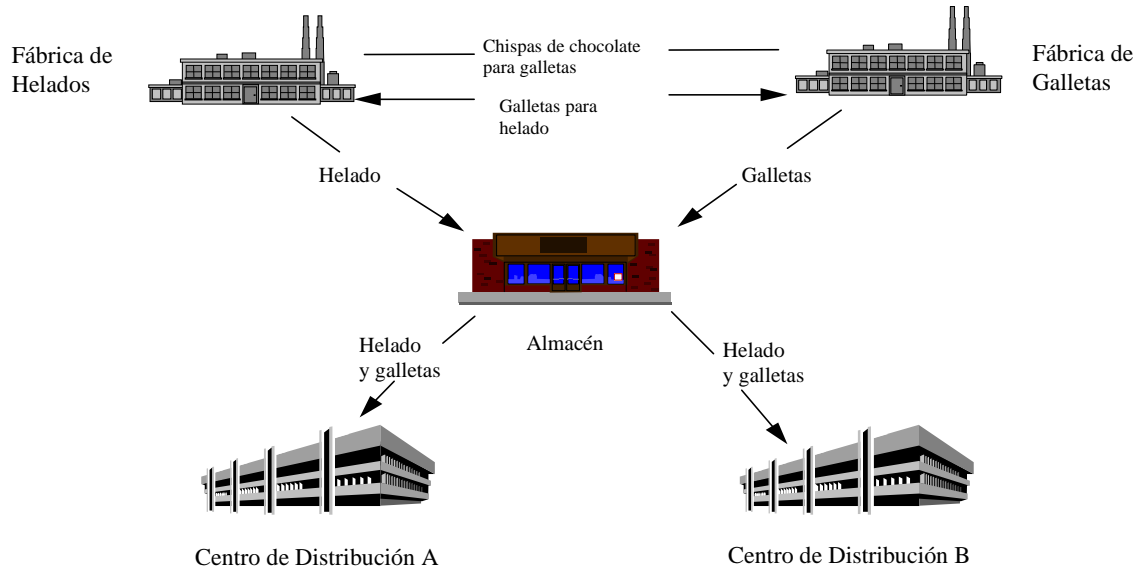 Fábrica de
Helados
Chispas de chocolate
para galletas
Fábrica de
Galletas
Galletas para
helado
Helado
Galletas
Almacén
Helado
y galletas
Helado
y galletas
Centro de Distribución A
Centro de Distribución B